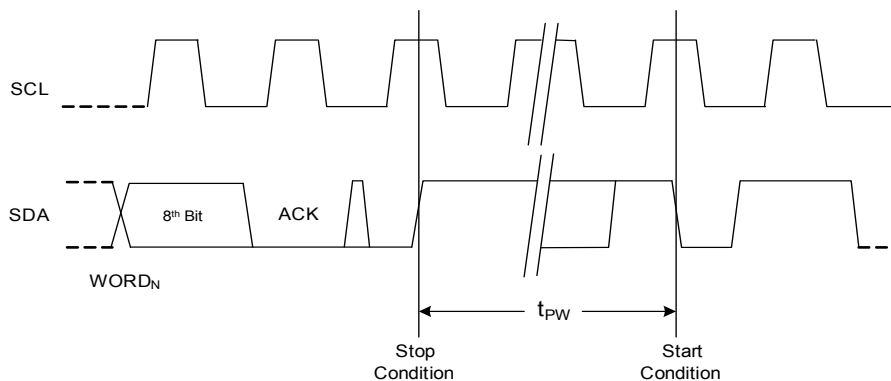 SCL
SDA
8th Bit
ACK
WORDN
tPW
Stop
Condition
Start
Condition